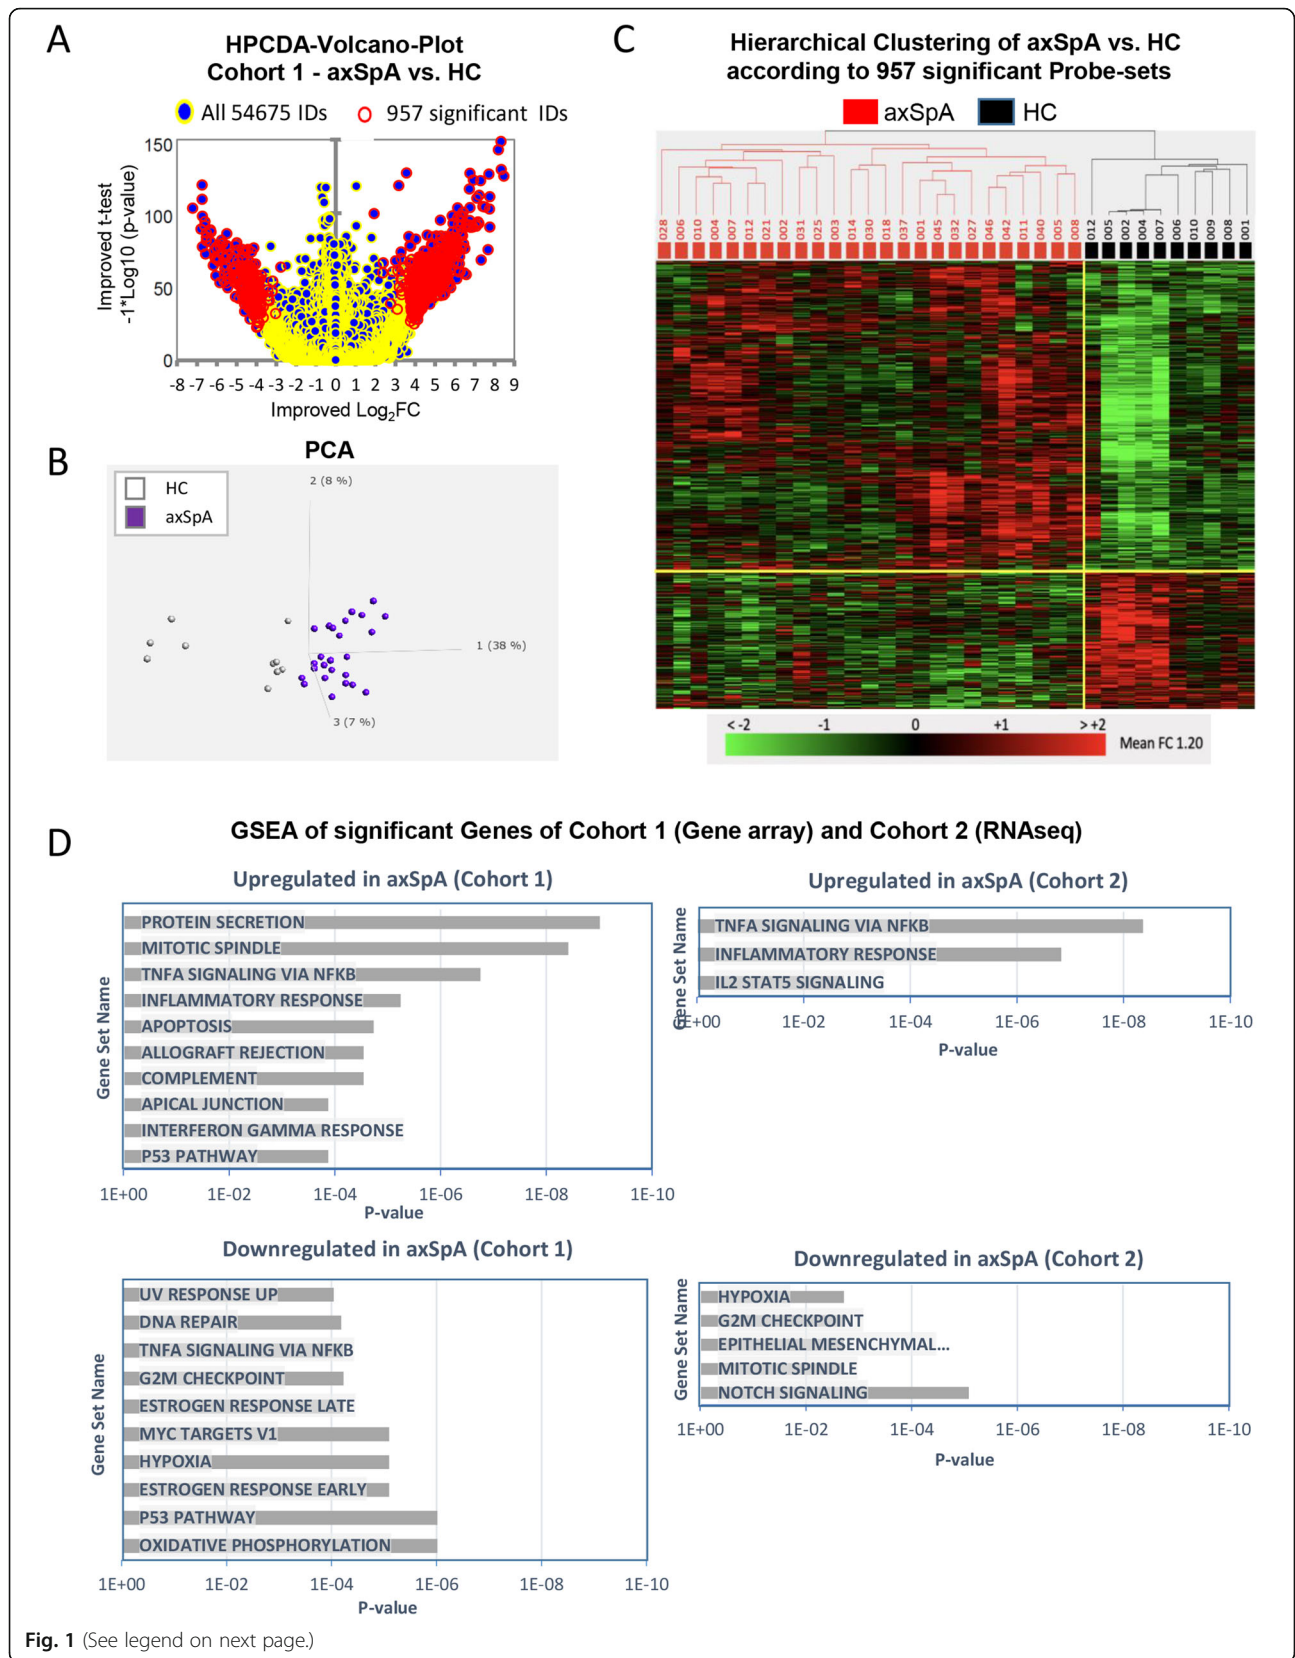 A
HPCDA-Volcano-Plot
Cohort 1 - axSpA vs. HC
All 54675 IDs
957 significant IDs
Improved t-test
-1*Log10 (p-value)
150
100
50
0
-8 -7 -6 -5 -4 -3 -2 -1 0 1 2 3 4 5 6 7 8 9
Improved Log2FC
B
PCA
HC
axSpA
2 (8 %)
1 (38 %)
3 (7 %)
C
Hierarchical Clustering of axSpA vs. HC
according to 957 significant Probe-sets
axSpA HC
028 006 010 004 007 012 021 002 031 025 003 014 030 018 037 001 045 032 027 046 042 011 040 005 008 012 005 002 004 007 006 010 009 008 001
< -2 -1 0 +1 > +2
Mean FC 1.20
D
GSEA of significant Genes of Cohort 1 (Gene array) and Cohort 2 (RNAseq)
Upregulated in axSpA (Cohort 1)
Gene Set Name
PROTEIN SECRETION
MITOTIC SPINDLE
TNFA SIGNALING VIA NFKB
INFLAMMATORY RESPONSE
APOPTOSIS
ALLOGRAFT REJECTION
COMPLEMENT
APICAL JUNCTION
INTERFERON GAMMA RESPONSE
P53 PATHWAY
1E+00 1E-02 1E-04 1E-06 1E-08 1E-10
P-value
Upregulated in axSpA (Cohort 2)
Gene Set Name
TNFA SIGNALING VIA NFKB
INFLAMMATORY RESPONSE
IL2 STAT5 SIGNALING
1E+00 1E-02 1E-04 1E-06 1E-08 1E-10
P-value
Downregulated in axSpA (Cohort 1)
Gene Set Name
UV RESPONSE UP
DNA REPAIR
TNFA SIGNALING VIA NFKB
G2M CHECKPOINT
ESTROGEN RESPONSE LATE
MYC TARGETS V1
HYPOXIA
ESTROGEN RESPONSE EARLY
P53 PATHWAY
OXIDATIVE PHOSPHORYLATION
1E+00 1E-02 1E-04 1E-06 1E-08 1E-10
P-value
Downregulated in axSpA (Cohort 2)
Gene Set Name
HYPOXIA
G2M CHECKPOINT
EPITHELIAL MESENCHYMAL...
MITOTIC SPINDLE
NOTCH SIGNALING
1E+00 1E-02 1E-04 1E-06 1E-08 1E-10
P-value
Fig. 1 (See legend on next page.)